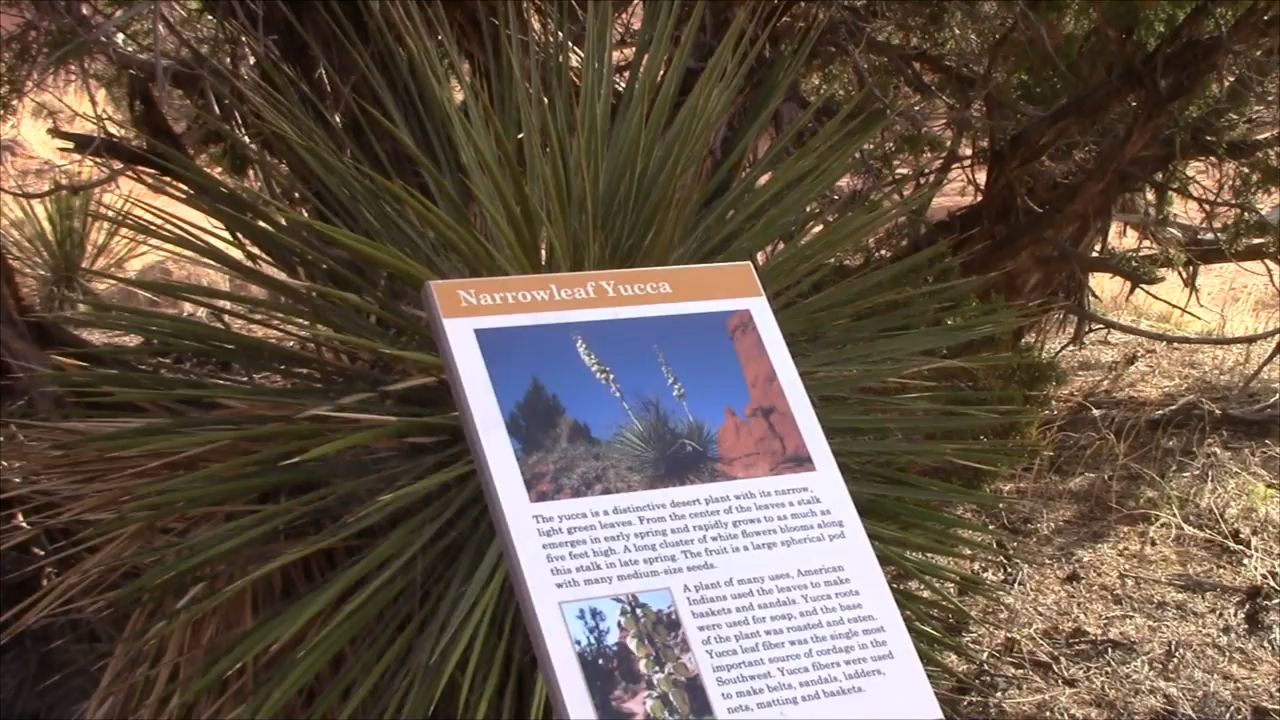 Narrowleaf Yucca
The yucca is a distinctive desert plant with its narrow,
light green leaves. From the center of the leaves a stalk
emerges in early spring and rapidly grows to as much as
five feet high. A long cluster of white flowers blooms along
this stalk in late spring. The fruit is a large spherical pod
with many medium-size seeds.
A plant of many uses, American
Indians used the leaves to make
baskets and sandals. Yucca roots
were used for soap, and the base
of the plant was roasted and eaten.
Yucca leaf fiber was the single most
important source of cordage in the
Southwest. Yucca fibers were used
to make belts, sandals, ladders,
nets, matting and baskets.